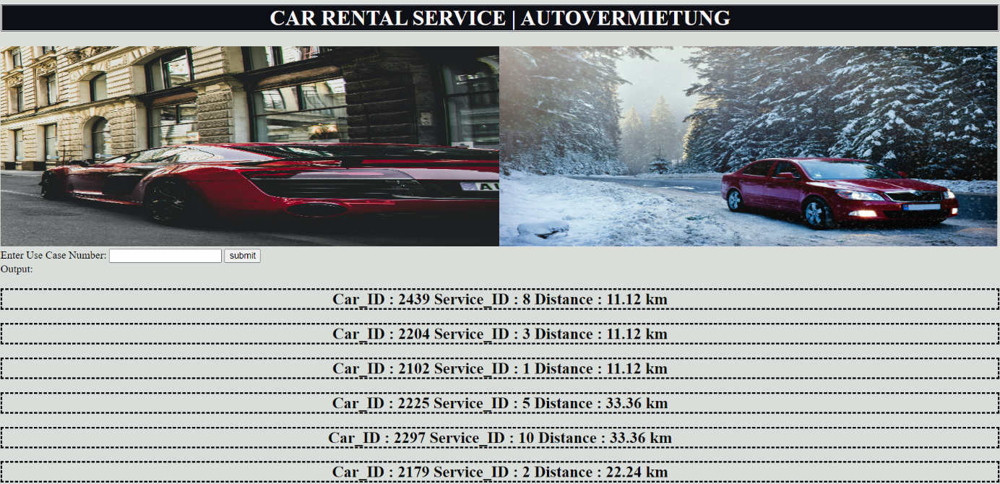 CAR RENTAL SERVICE | AUTOVERMIETUNG
Enter Use Case Number: submit
Output:
Car_ID : 2439 Service_ID : 8 Distance : 11.12 km
Car_ID : 2204 Service_ID : 3 Distance : 11.12 km
Car_ID : 2102 Service_ID : 1 Distance : 11.12 km
Car_ID : 2225 Service_ID : 5 Distance : 33.36 km
Car_ID : 2297 Service_ID : 10 Distance : 33.36 km
Car_ID : 2179 Service_ID : 2 Distance : 22.24 km